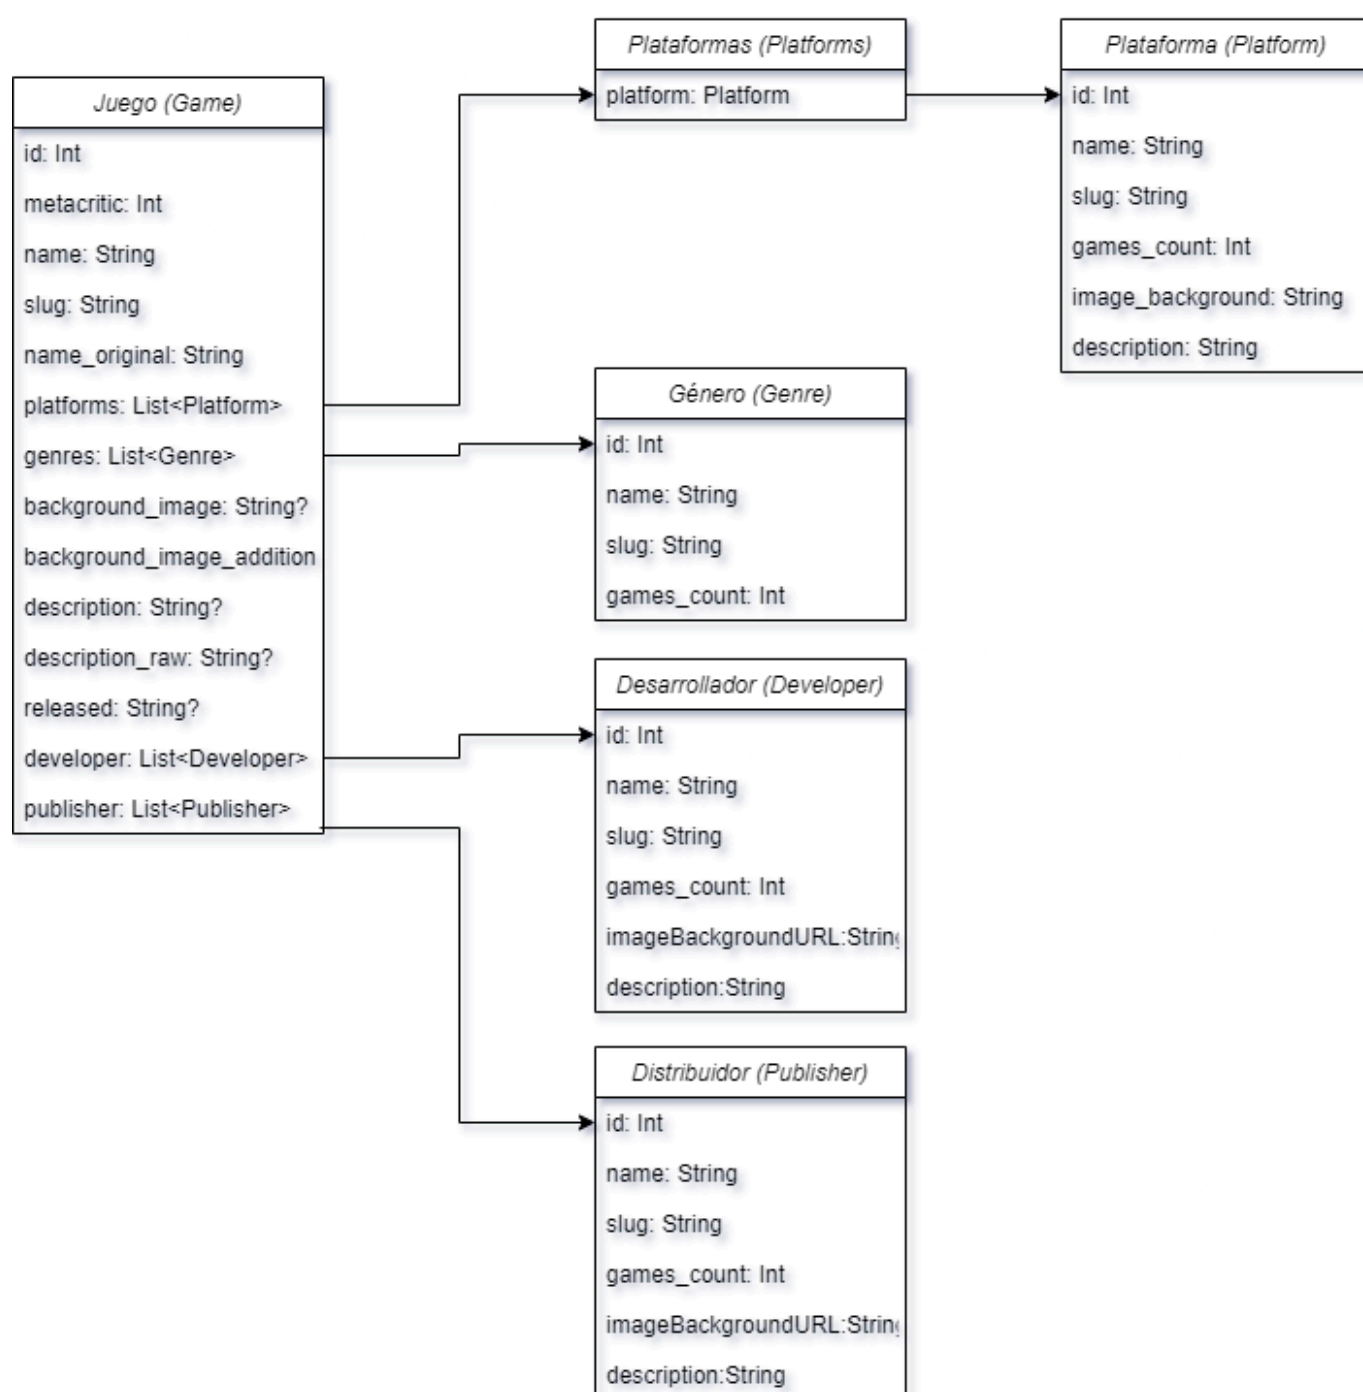 Juego (Game)
id: Int
metacritic: Int
name: String
slug: String
name_original: String
platforms: List<Platform>
genres: List<Genre>
background_image: String?
background_image_addition
description: String?
description_raw: String?
released: String?
developer: List<Developer>
publisher: List<Publisher>
Plataformas (Platforms)
platform: Platform
Plataforma (Platform)
id: Int
name: String
slug: String
games_count: Int
image_background: String
description: String
Género (Genre)
id: Int
name: String
slug: String
games_count: Int
Desarrollador (Developer)
id: Int
name: String
slug: String
games_count: Int
imageBackgroundURL:String
description:String
Distribuidor (Publisher)
id: Int
name: String
slug: String
games_count: Int
imageBackgroundURL:String
description:String